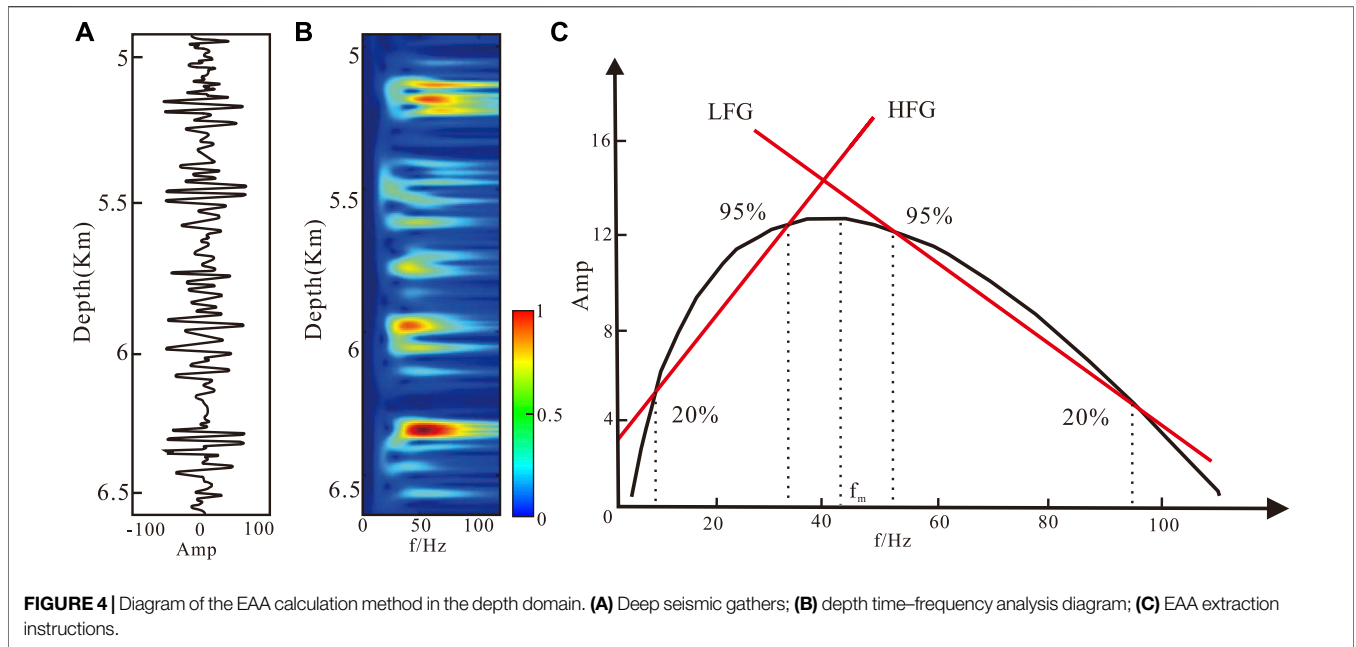 A
B
C
5
5.5
6
6.5
Depth(Km)
-100 0 100
Amp
5
5.5
6
6.5
Depth(Km)
0 50 100
f/Hz
1
0.5
0
LFG
HFG
16
12
8
4
0
Amp
95%
95%
20%
20%
fm
20 40 60 80 100
f/Hz
FIGURE 4 | Diagram of the EAA calculation method in the depth domain. (A) Deep seismic gathers; (B) depth time–frequency analysis diagram; (C) EAA extraction
instructions.